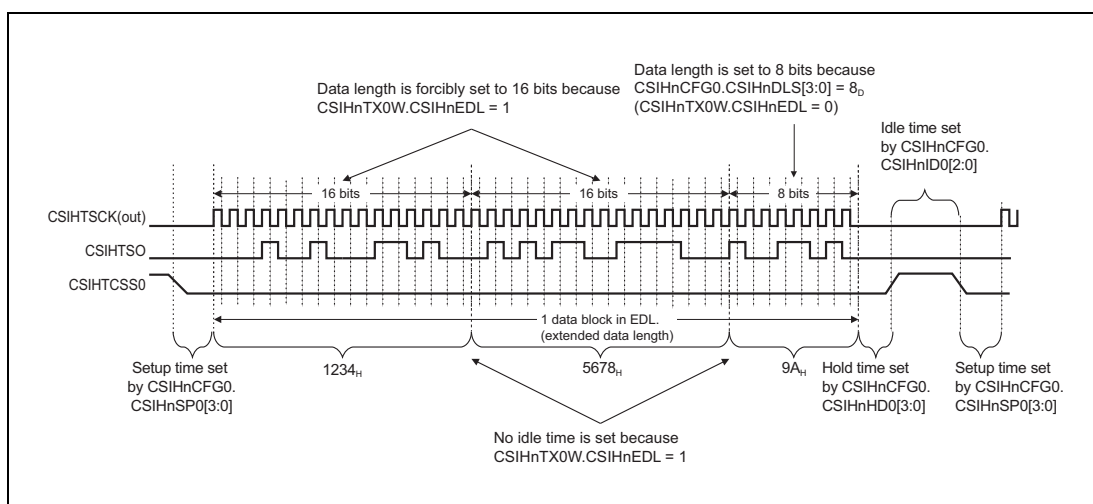 Data length is forcibly set to 16 bits because
CSIHnTX0W.CSIHnEDL = 1
Data length is set to 8 bits because
CSIHnCFG0.CSIHnDLS[3:0] = 8D
(CSIHnTX0W.CSIHnEDL = 0)
Idle time set
by CSIHnCFG0.
CSIHnID0[2:0]
16 bits
16 bits
8 bits
CSIHTSCK(out)
CSIHTSO
CSIHTCSS0
1 data block in EDL.
(extended data length)
Setup time set
by CSIHnCFG0.
CSIHnSP0[3:0]
1234H
5678H
9AH
Hold time set
by CSIHnCFG0.
CSIHnHD0[3:0]
Setup time set
by CSIHnCFG0.
CSIHnSP0[3:0]
No idle time is set because
CSIHnTX0W.CSIHnEDL = 1